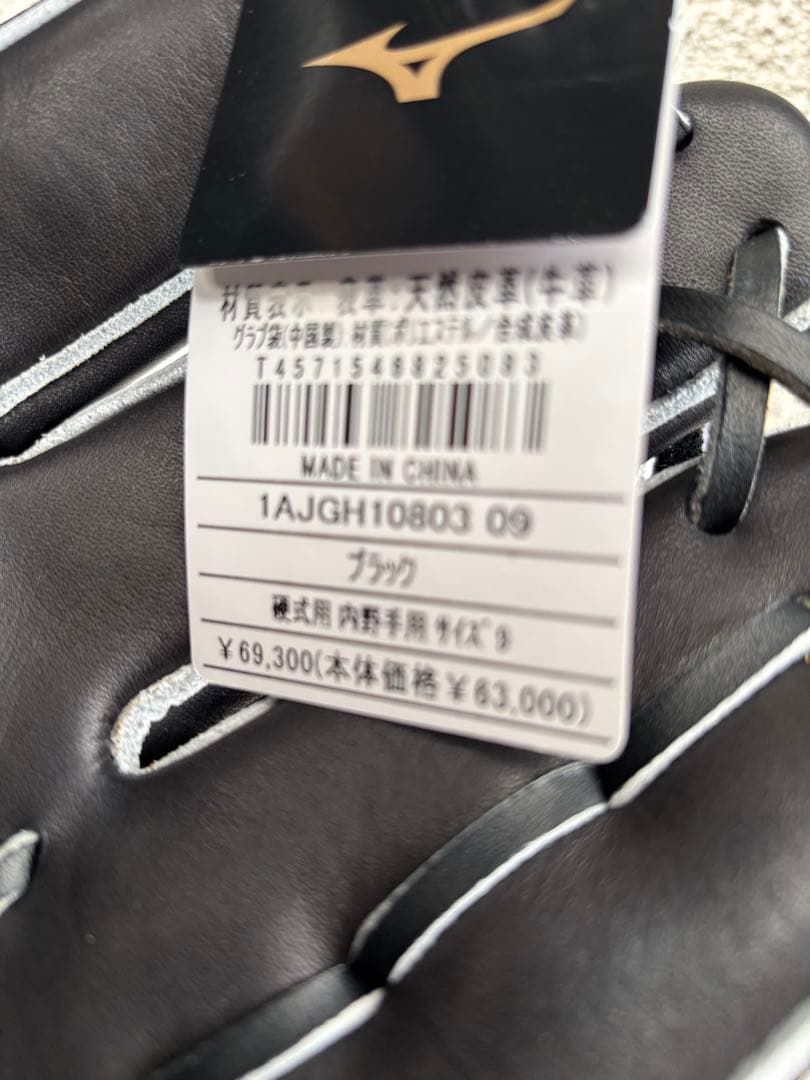 材質表示 表革:天然皮革(牛革)
グラブ袋(中国製):材質:ポリエステル/合成皮革)
T4571548825083
MADE IN CHINA
1AJGH10803 09
ブラック
硬式用 内野手用 サイズ 9
¥69,300(本体価格¥63,000)